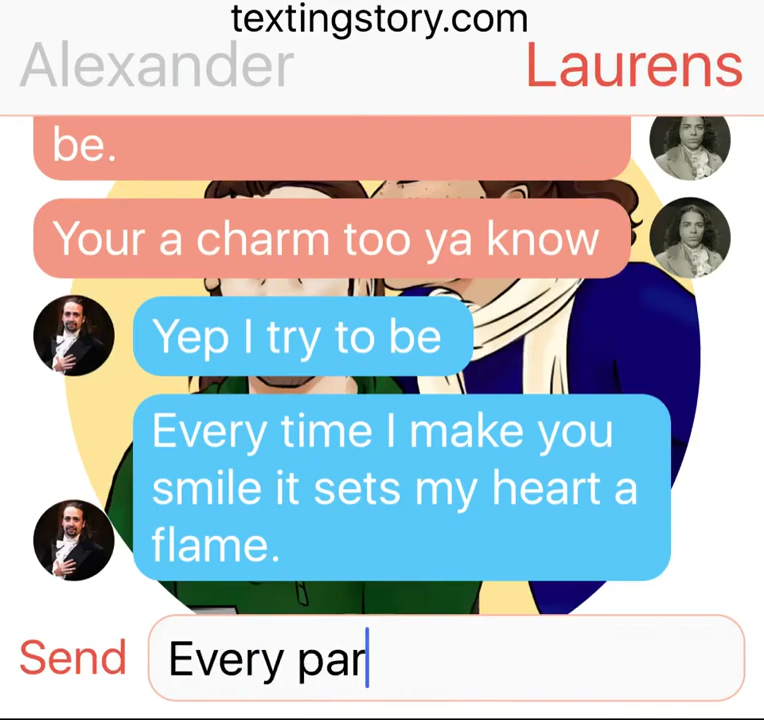 textingstory.com
Alexander
Laurens
be.
Your a charm too ya know
Yep I try to be
Every time I make you
smile it sets my heart a
flame.
Send
Every par